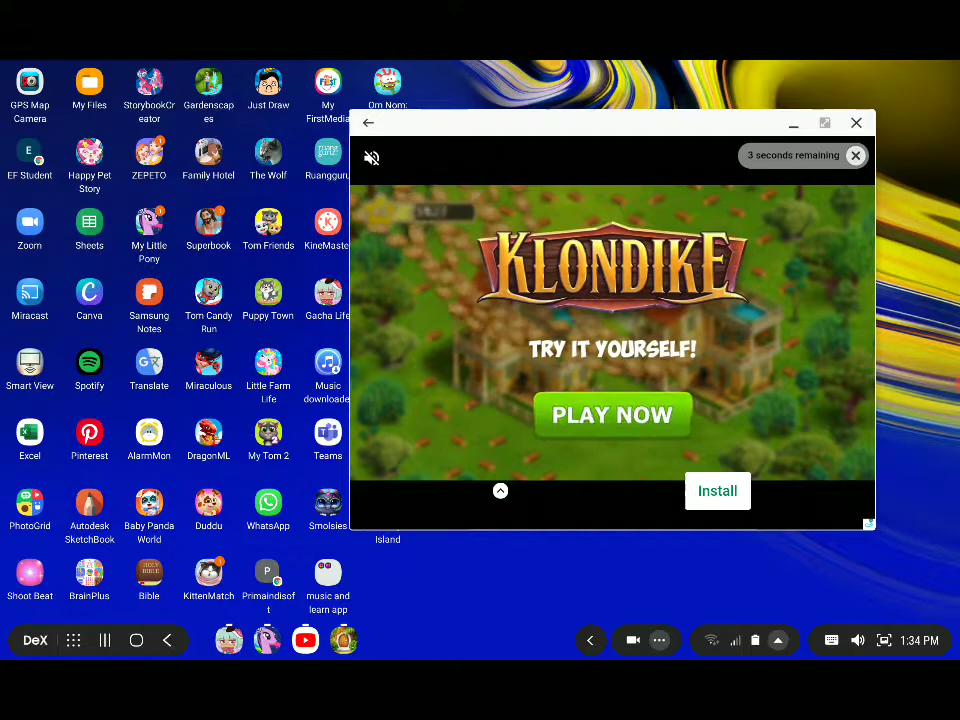 GPS Map
Camera
My Files
StorybookCr
eator
Gardenscap
es
Just Draw
My
FirstMedia
Om Nom:
EF Student
Happy Pet
Story
ZEPETO
Family Hotel
The Wolf
Ruangguru
Zoom
Sheets
My Little
Pony
Superbook
Tom Friends
KineMaster
Miracast
Canva
Samsung
Notes
Tom Candy
Run
Puppy Town
Gacha Life
Smart View
Spotify
Translate
Miraculous
Little Farm
Life
Music
downloade
Excel
Pinterest
AlarmMon
DragonML
My Tom 2
Teams
PhotoGrid
Autodesk
SketchBook
Baby Panda
World
Duddu
WhatsApp
Smolsies
Island
Shoot Beat
BrainPlus
Bible
KittenMatch
Primaindisof
t
music and
learn app
3 seconds remaining
KLONDIKE
TRY IT YOURSELF!
PLAY NOW
Install
DeX
1:34 PM